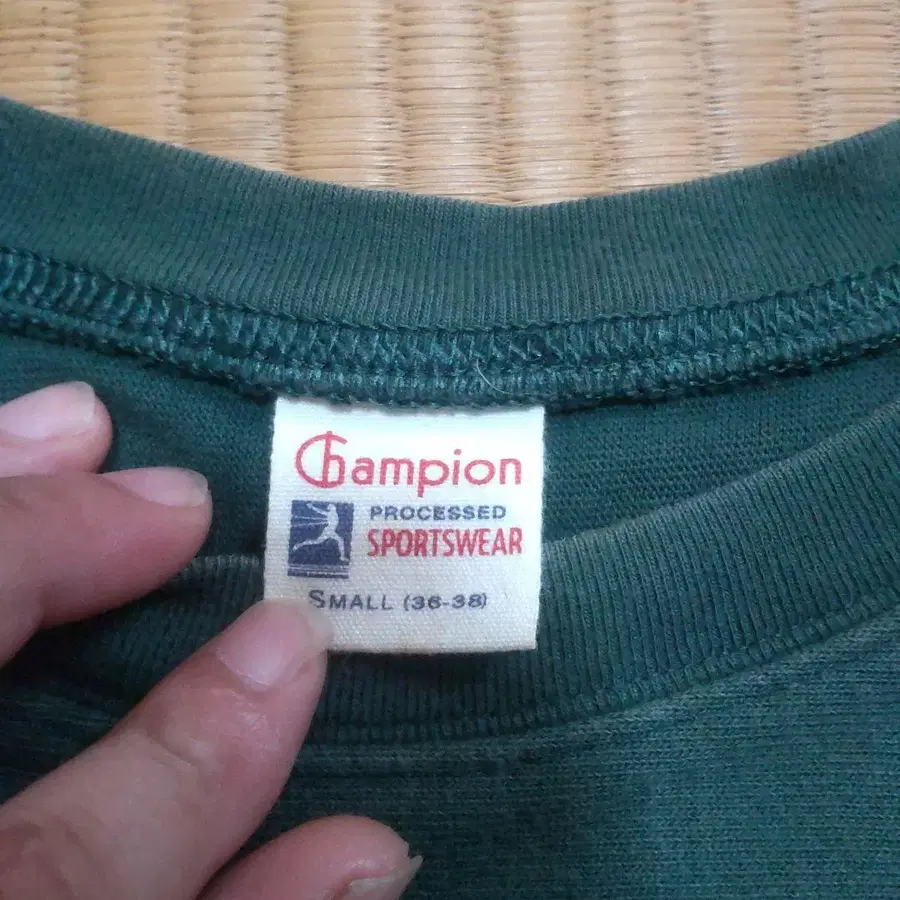 Champion
PROCESSED
SPORTSWEAR
SMALL (36-38)